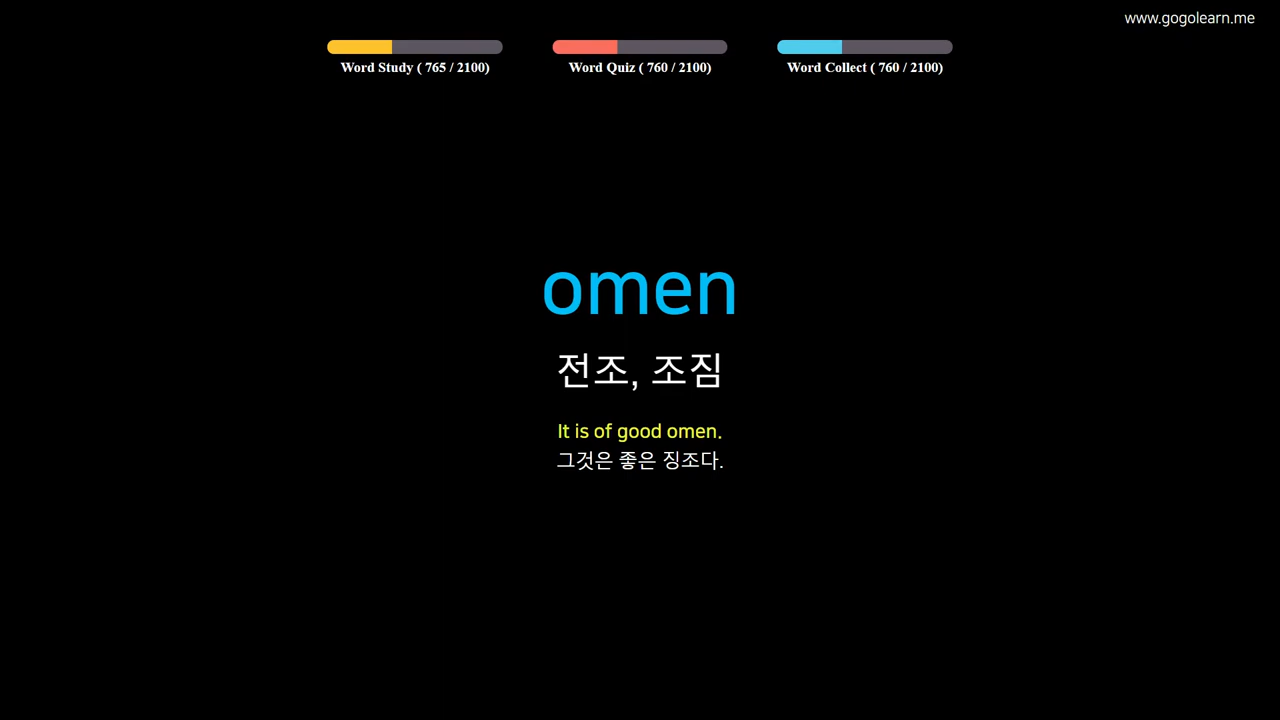 www.gogolearn.me
Word Study ( 765 / 2100)
Word Quiz ( 760 / 2100)
Word Collect ( 760 / 2100)
omen
전조, 조짐
It is of good omen.
그것은 좋은 징조다.